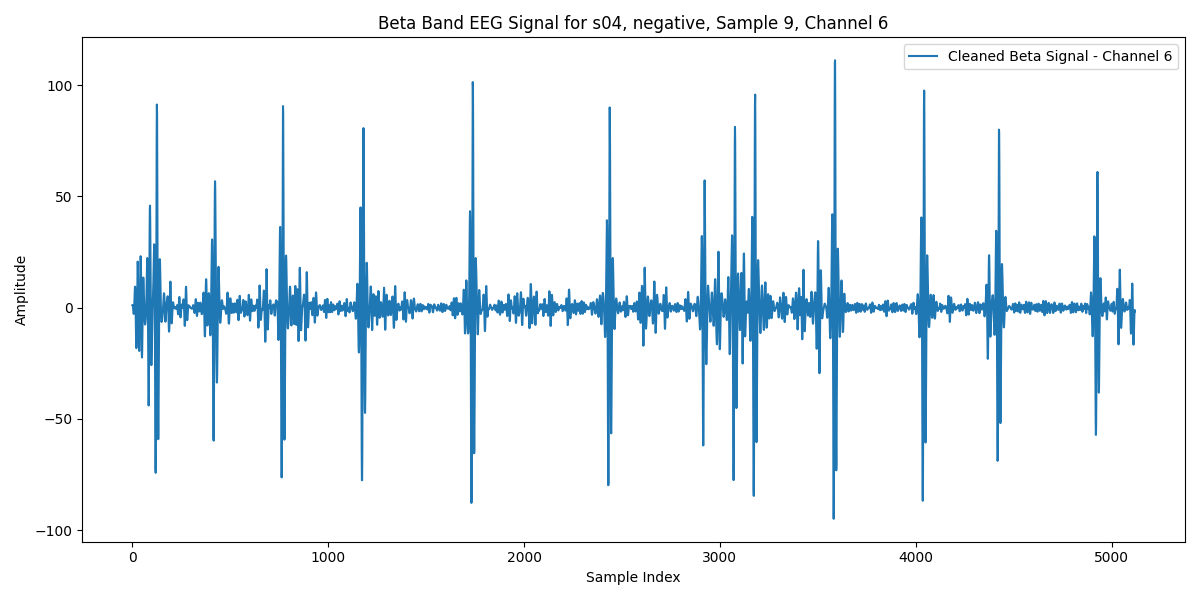 Beta Band EEG Signal for s04, negative, Sample 9, Channel 6
Cleaned Beta Signal - Channel 6
Amplitude
100
50
0
−50
−100
0 1000 2000 3000 4000 5000
Sample Index